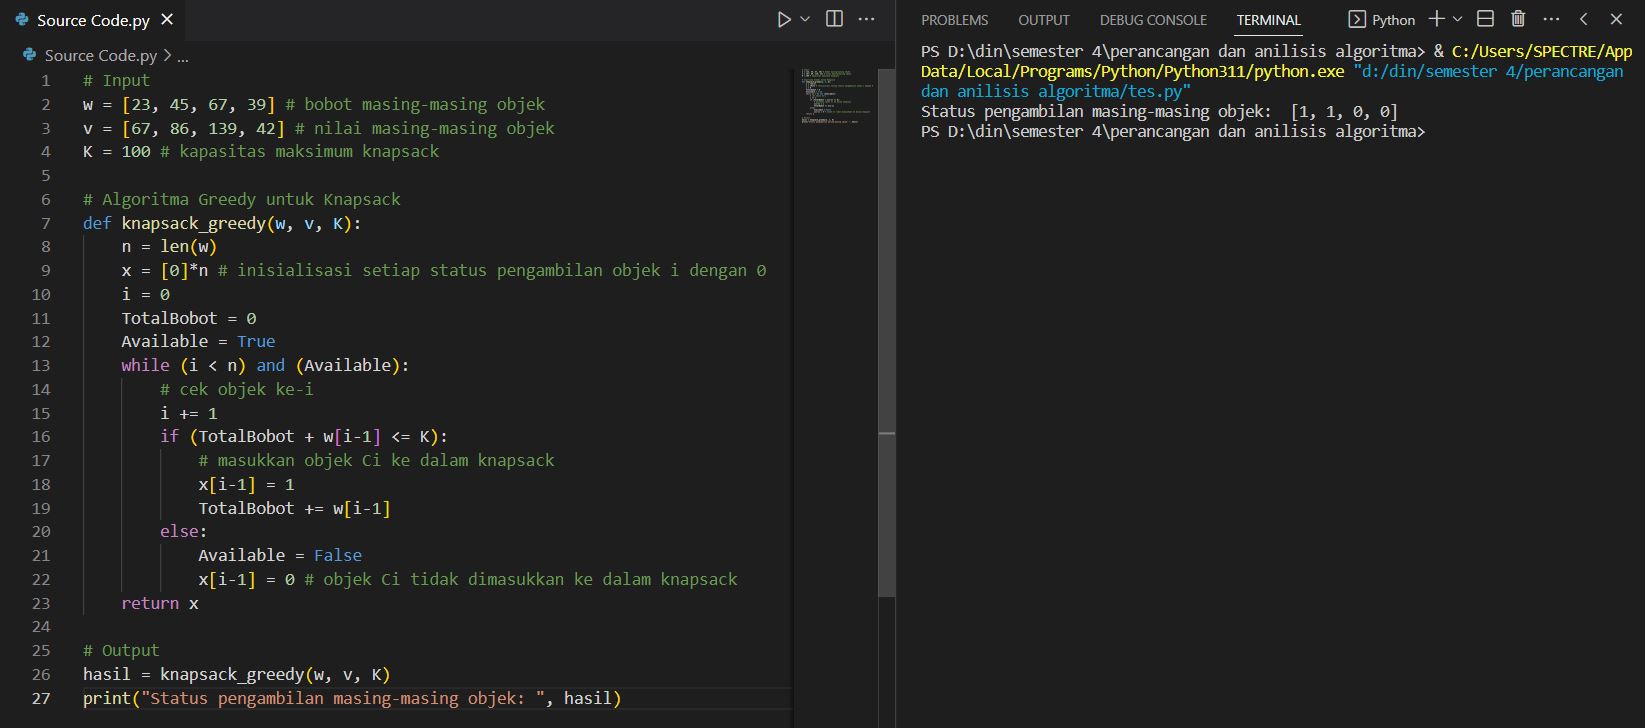 Source Code.py
Source Code.py > ...
1 # Input
2 w = [23, 45, 67, 39] # bobot masing-masing objek
3 v = [67, 86, 139, 42] # nilai masing-masing objek
4 K = 100 # kapasitas maksimum knapsack
5
6 # Algoritma Greedy untuk Knapsack
7 def knapsack_greedy(w, v, K):
8     n = len(w)
9     x = [0]*n # inisialisasi setiap status pengambilan objek i dengan 0
10     i = 0
11     TotalBobot = 0
12     Available = True
13     while (i < n) and (Available):
14         # cek objek ke-i
15         i += 1
16         if (TotalBobot + w[i-1] <= K):
17             # masukkan objek Ci ke dalam knapsack
18             x[i-1] = 1
19             TotalBobot += w[i-1]
20         else:
21             Available = False
22             x[i-1] = 0 # objek Ci tidak dimasukkan ke dalam knapsack
23     return x
24
25 # Output
26 hasil = knapsack_greedy(w, v, K)
27 print("Status pengambilan masing-masing objek: ", hasil)
PROBLEMS OUTPUT DEBUG CONSOLE TERMINAL Python
PS D:\din\semester 4\perancangan dan anilisis algoritma> & C:/Users/SPECTRE/App
Data/Local/Programs/Python/Python311/python.exe "d:/din/semester 4/perancangan
dan anilisis algoritma/tes.py"
Status pengambilan masing-masing objek:  [1, 1, 0, 0]
PS D:\din\semester 4\perancangan dan anilisis algoritma>